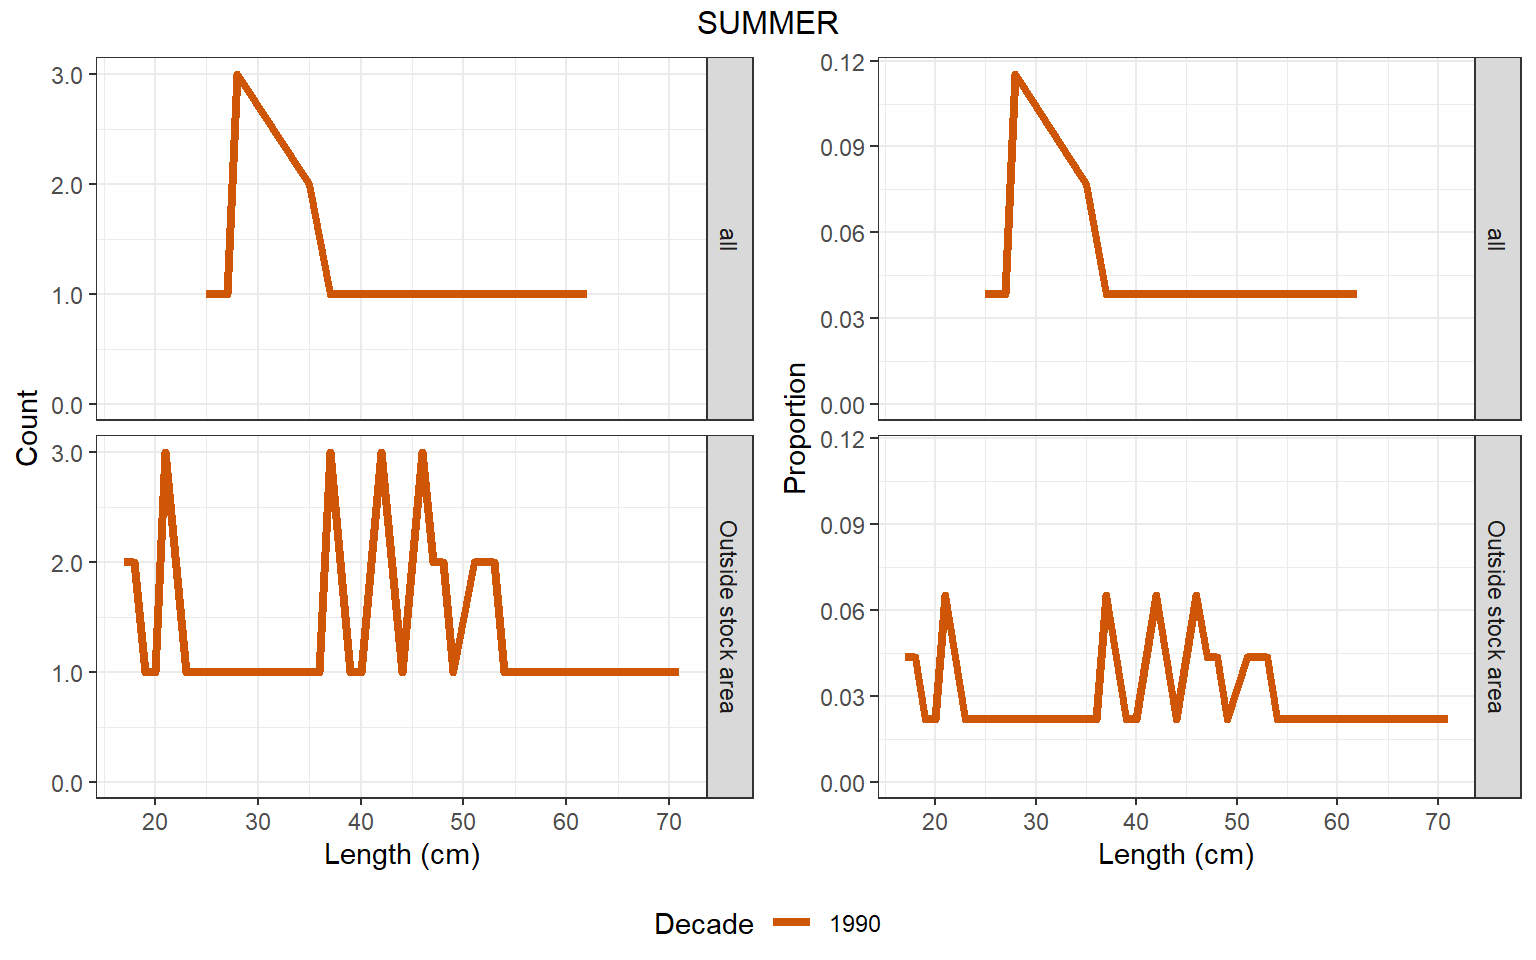 SUMMER
3.0
2.0
1.0
0.0
all
3.0
2.0
1.0
0.0
Outside stock area
Count
20 30 40 50 60 70
Length (cm)
0.12
0.09
0.06
0.03
0.00
all
0.12
0.09
0.06
0.03
0.00
Outside stock area
Proportion
20 30 40 50 60 70
Length (cm)
Decade 1990